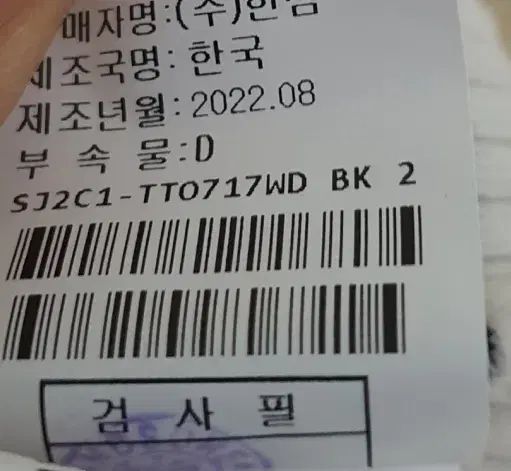 매자명:(주)한섬
제조국명: 한국
제조년월: 2022.08
부 속 물:D
SJ2C1-TTO717WD BK 2
검 사 필